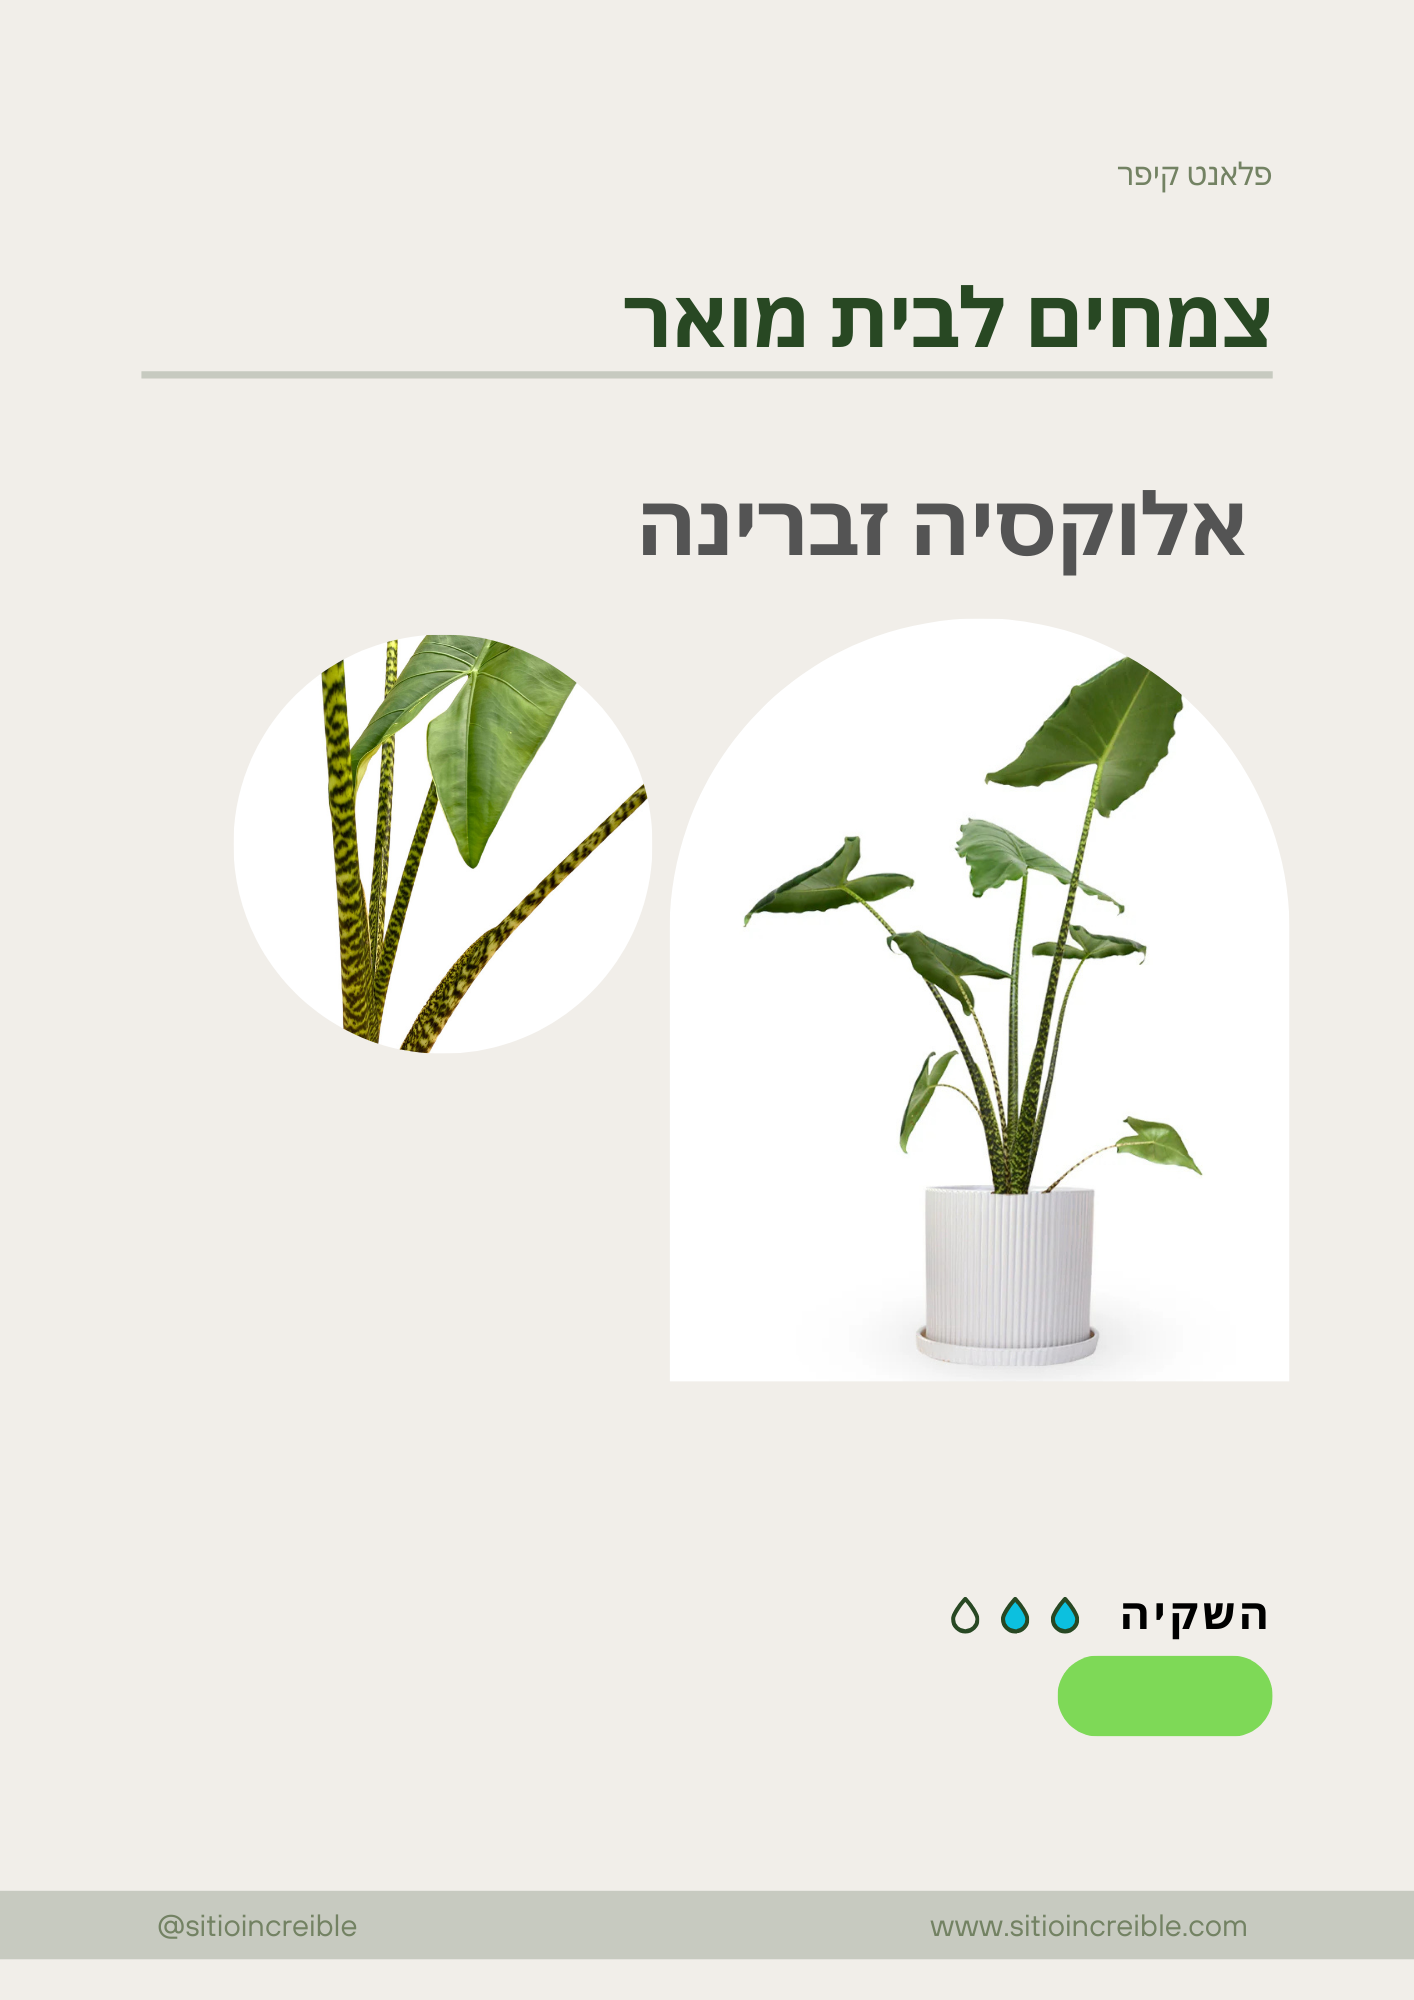 פלאנט קיפר
צמחים לבית מואר
אלוקסיה זברינה
השקיה
@sitioincreible
www.sitioincreible.com